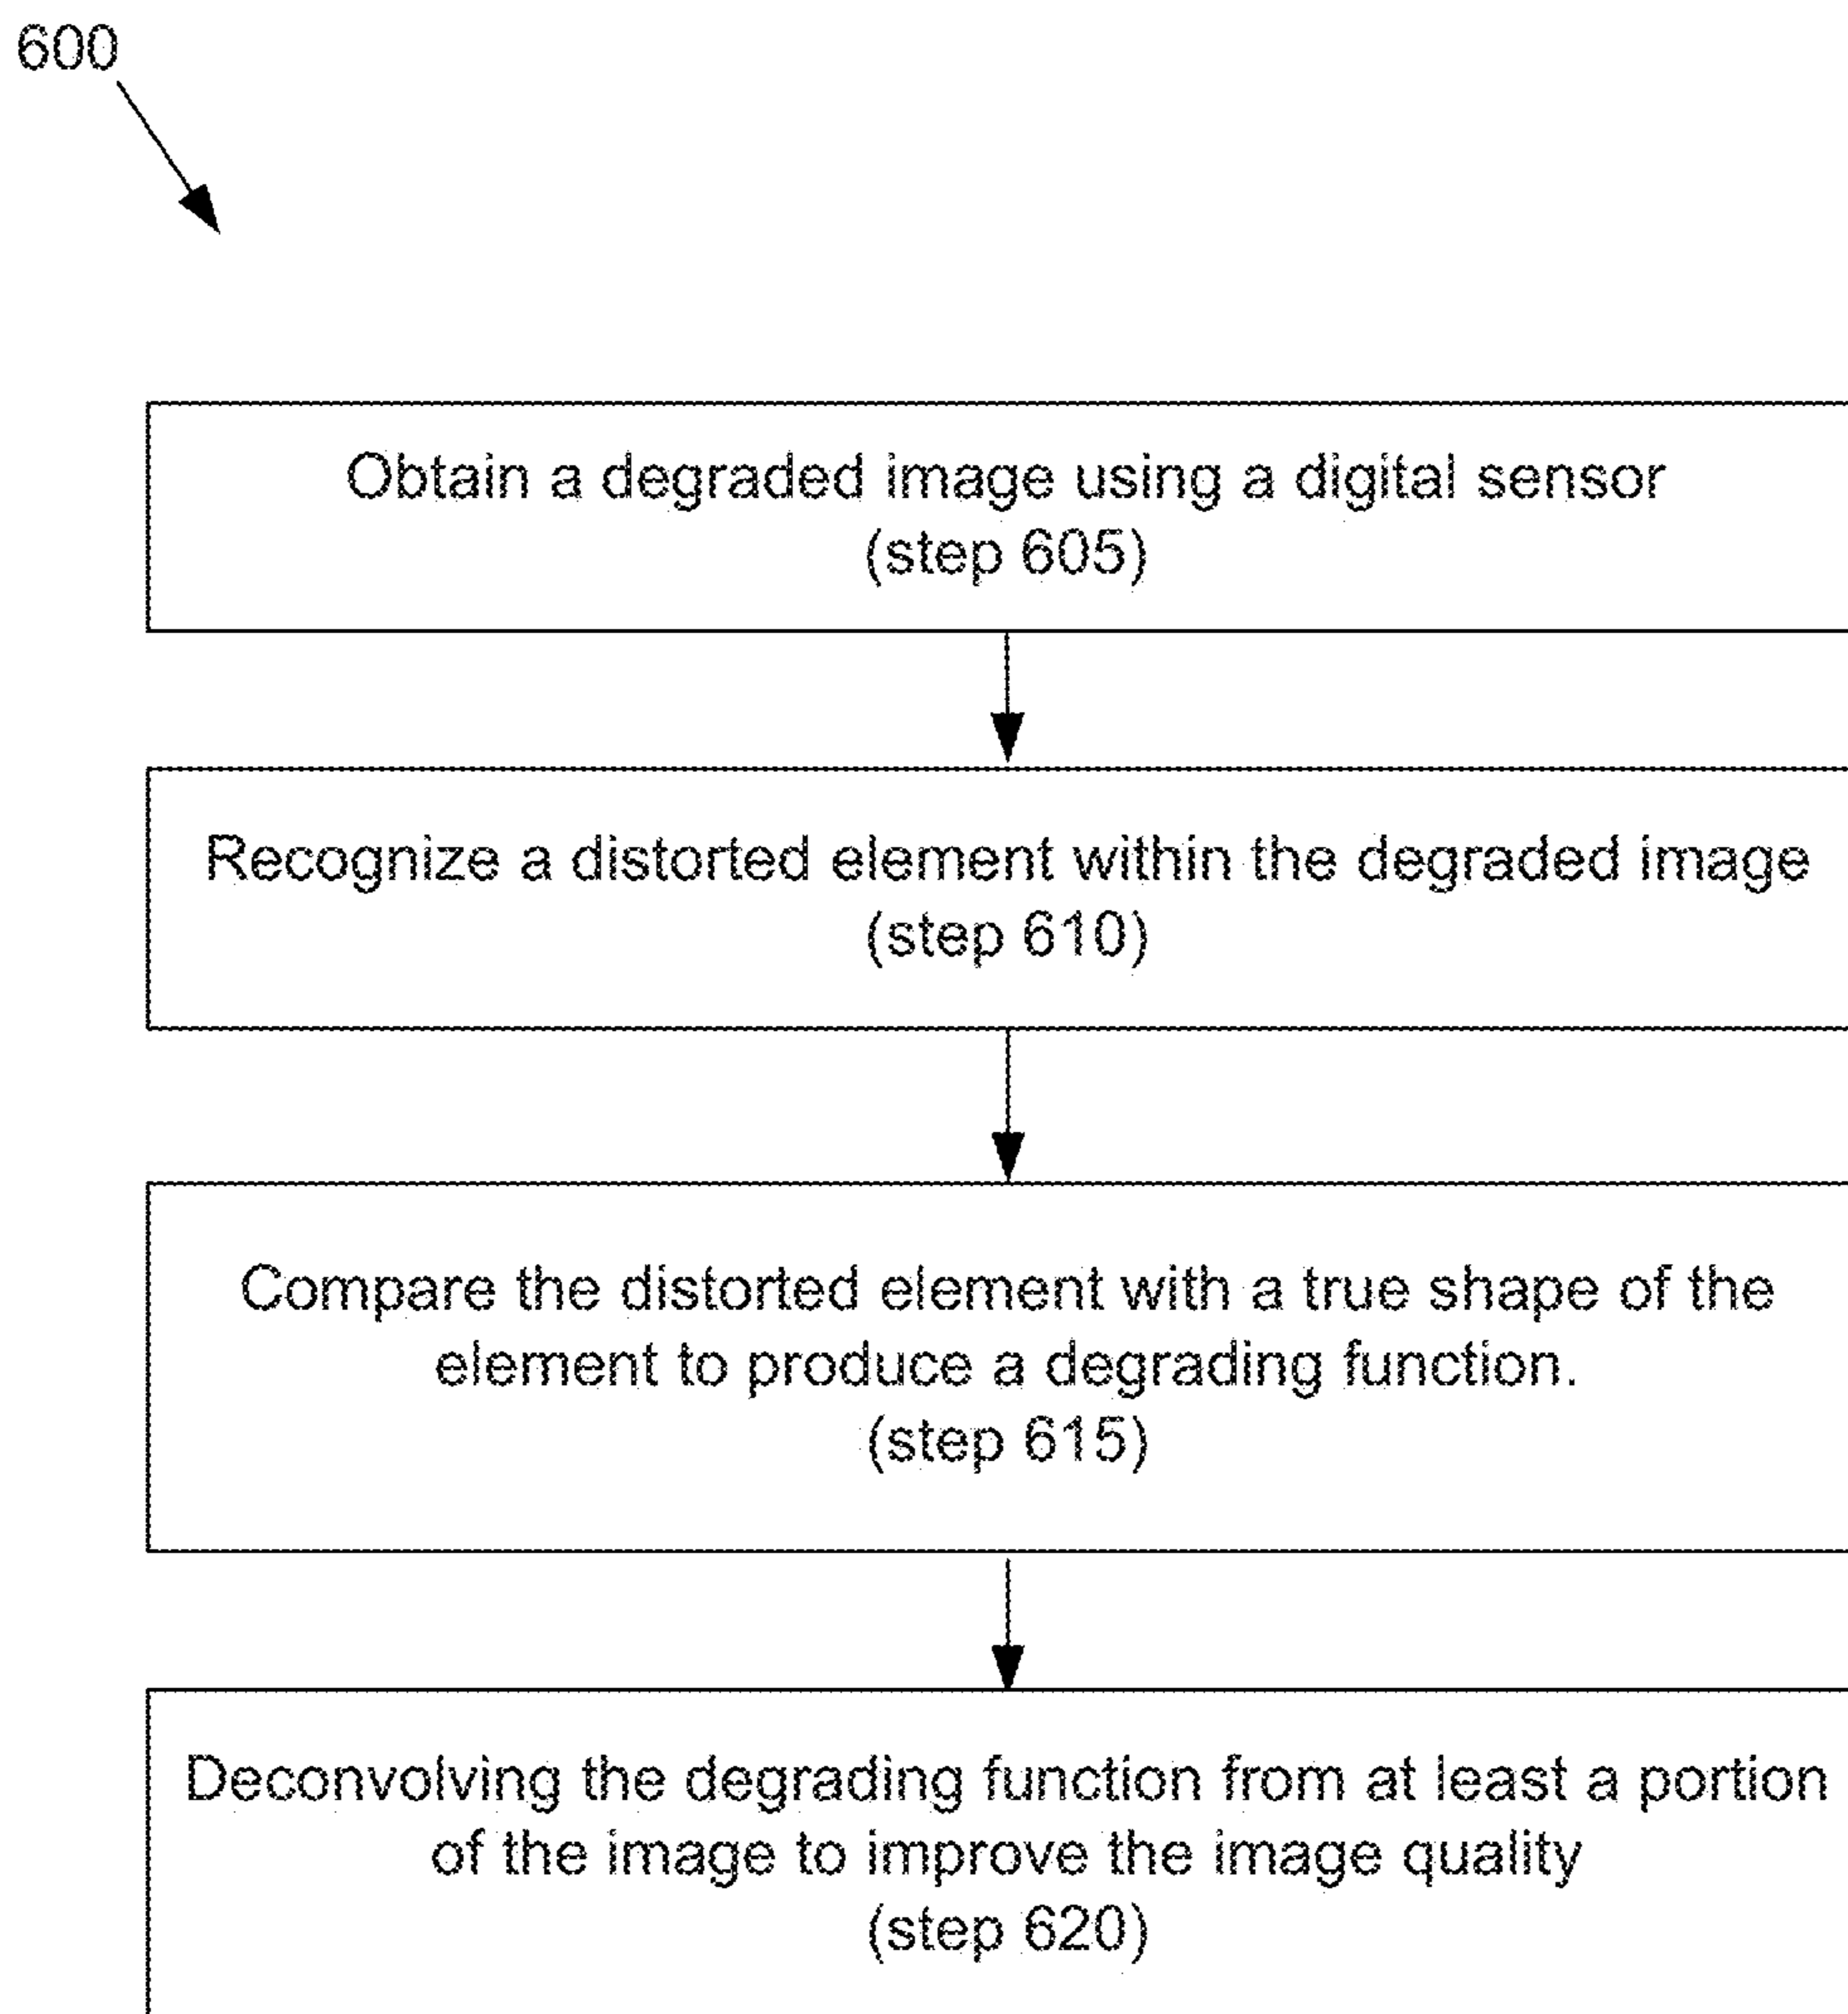 600
Obtain a degraded image using a digital sensor
(step 605)
Recognize a distorted element within the degraded image
(step 610)
Compare the distorted element with a true shape of the
element to produce a degrading function.
(step 615)
Deconvolving the degrading function from at least a portion
of the image to improve the image quality
(step 620)